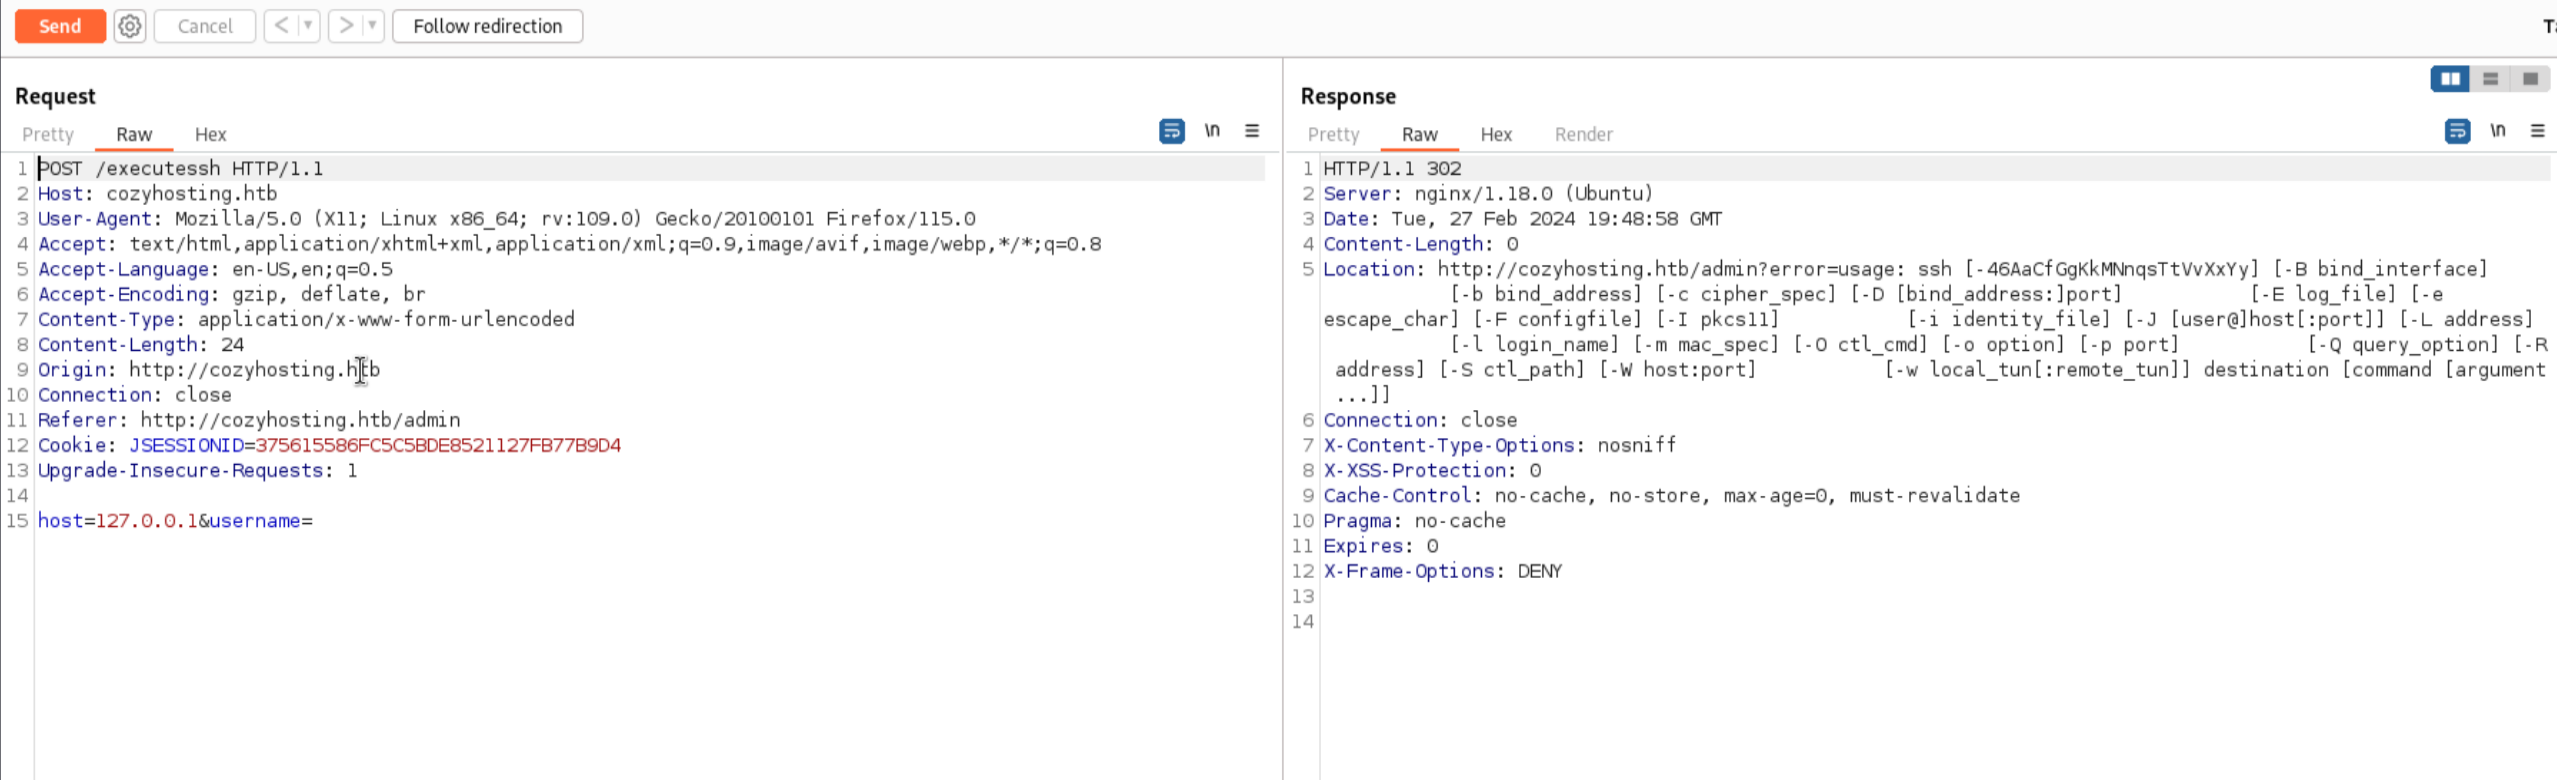 Send Cancel < > Follow redirection
Request
Pretty Raw Hex \n
1 POST /executessh HTTP/1.1
2 Host: cozyhosting.htb
3 User-Agent: Mozilla/5.0 (X11; Linux x86_64; rv:109.0) Gecko/20100101 Firefox/115.0
4 Accept: text/html,application/xhtml+xml,application/xml;q=0.9,image/avif,image/webp,*/*;q=0.8
5 Accept-Language: en-US,en;q=0.5
6 Accept-Encoding: gzip, deflate, br
7 Content-Type: application/x-www-form-urlencoded
8 Content-Length: 24
9 Origin: http://cozyhosting.htb
10 Connection: close
11 Referer: http://cozyhosting.htb/admin
12 Cookie: JSESSIONID=375615586FC5C5BDE8521127FB77B9D4
13 Upgrade-Insecure-Requests: 1
14
15 host=127.0.0.1&username=
Response
Pretty Raw Hex Render \n
1 HTTP/1.1 302
2 Server: nginx/1.18.0 (Ubuntu)
3 Date: Tue, 27 Feb 2024 19:48:58 GMT
4 Content-Length: 0
5 Location: http://cozyhosting.htb/admin?error=usage: ssh [-46AaCfGgKkMNnqsTtVvXxYy] [-B bind_interface]
[-b bind_address] [-c cipher_spec] [-D [bind_address:]port] [-E log_file] [-e
escape_char] [-F configfile] [-I pkcs11] [-i identity_file] [-J [user@]host[:port]] [-L address]
[-l login_name] [-m mac_spec] [-O ctl_cmd] [-o option] [-p port] [-Q query_option] [-R
address] [-S ctl_path] [-W host:port] [-w local_tun[:remote_tun]] destination [command [argument
...]]
6 Connection: close
7 X-Content-Type-Options: nosniff
8 X-XSS-Protection: 0
9 Cache-Control: no-cache, no-store, max-age=0, must-revalidate
10 Pragma: no-cache
11 Expires: 0
12 X-Frame-Options: DENY
13
14